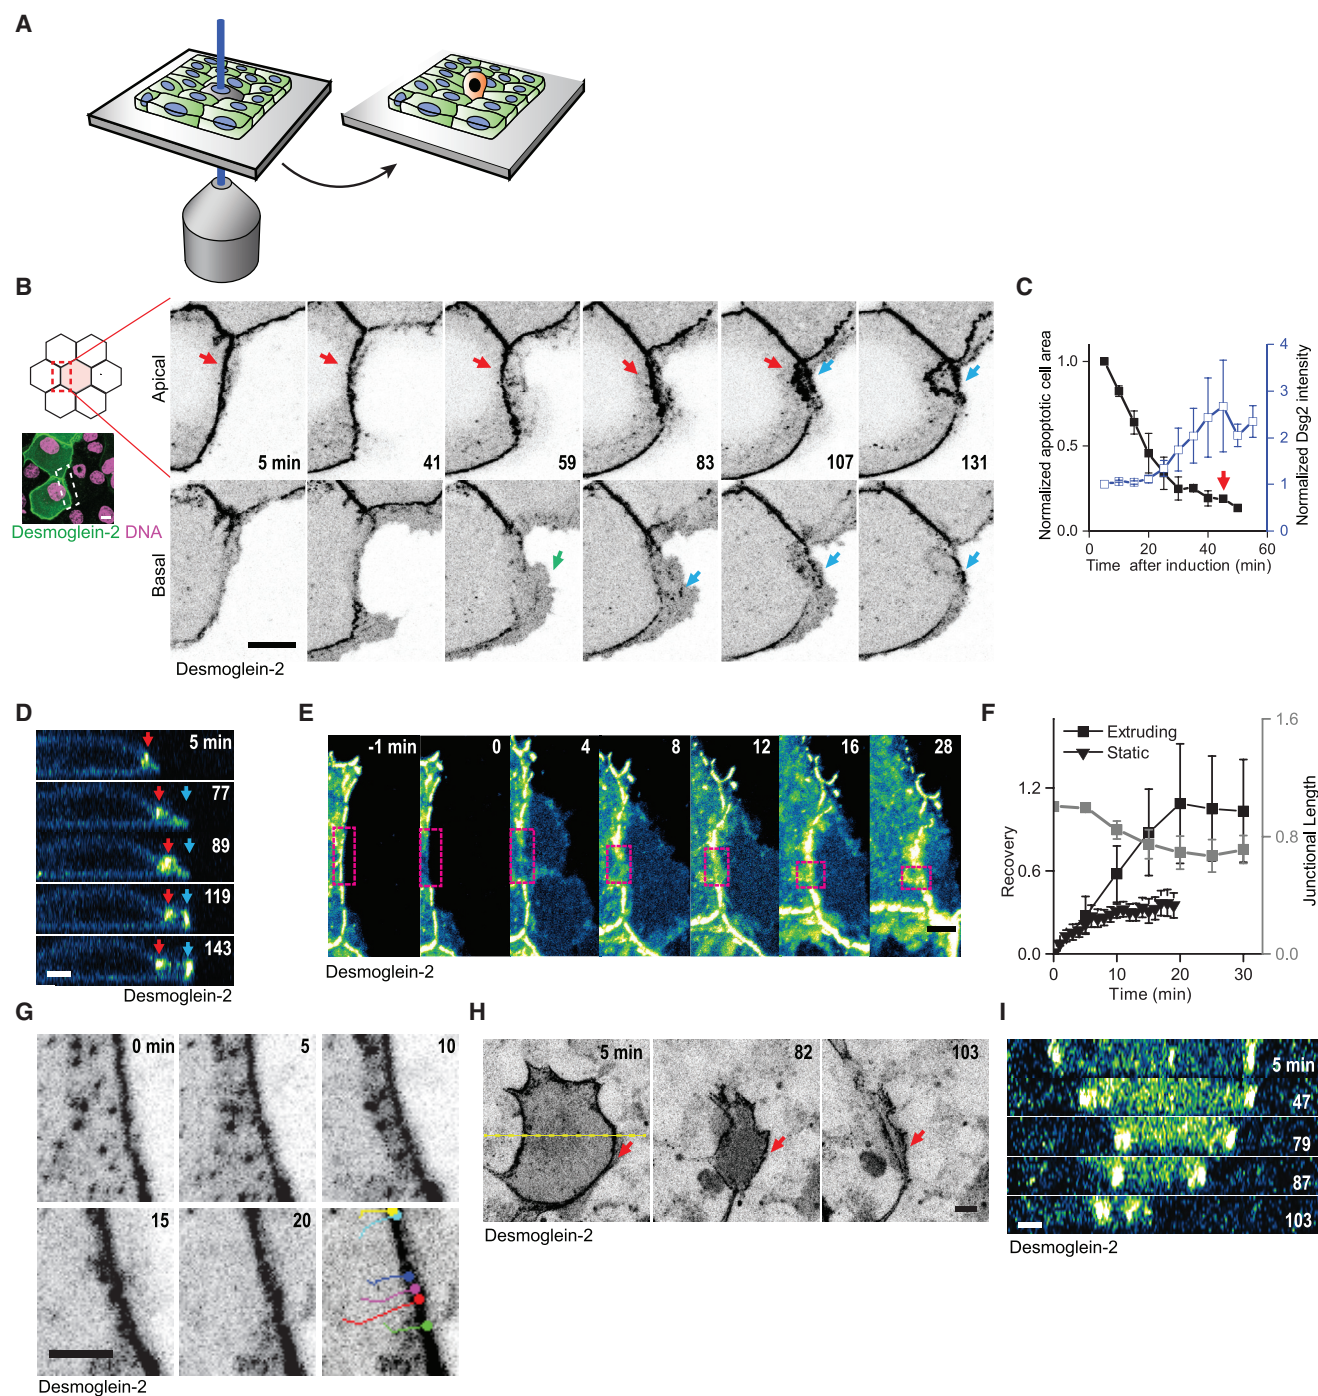 A
B
Apical
5 min
41
59
83
107
131
Basal
Desmoglein-2 DNA
Desmoglein-2
C
Normalized apoptotic cell area
1.0
0.5
0.0
0
20
40
60
Time after induction (min)
4
3
2
1
0
Normalized Dsg2 intensity
D
5 min
77
89
119
143
Desmoglein-2
E
-1 min
0
4
8
12
16
28
Desmoglein-2
F
Extruding
Static
Recovery
1.2
0.6
0.0
0
10
20
30
Time (min)
1.6
0.8
0.0
Junctional Length
G
0 min
5
10
15
20
Desmoglein-2
H
5 min
82
103
Desmoglein-2
I
5 min
47
79
87
103
Desmoglein-2